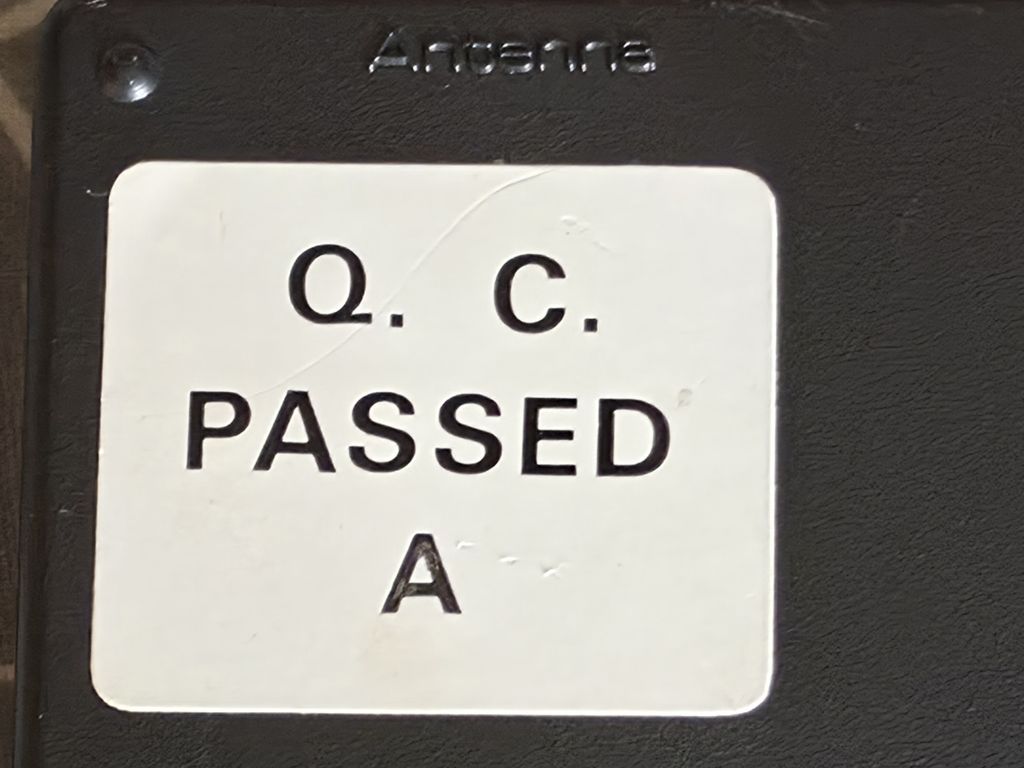 Antenna
Q. C.
PASSED
A